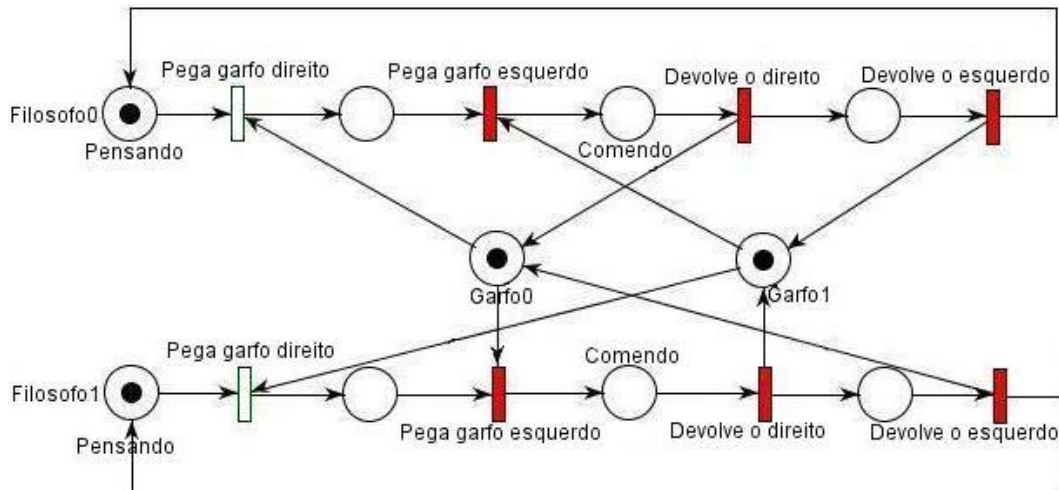 Pega garfo direito
Pega garfo esquerdo
Devolve o direito
Devolve o esquerdo
Filosofo0
Pensando
Comendo
Garfo0
Garfo1
Pega garfo direito
Comendo
Filosofo1
Pensando
Pega garfo esquerdo
Devolve o direito
Devolve o esquerdo